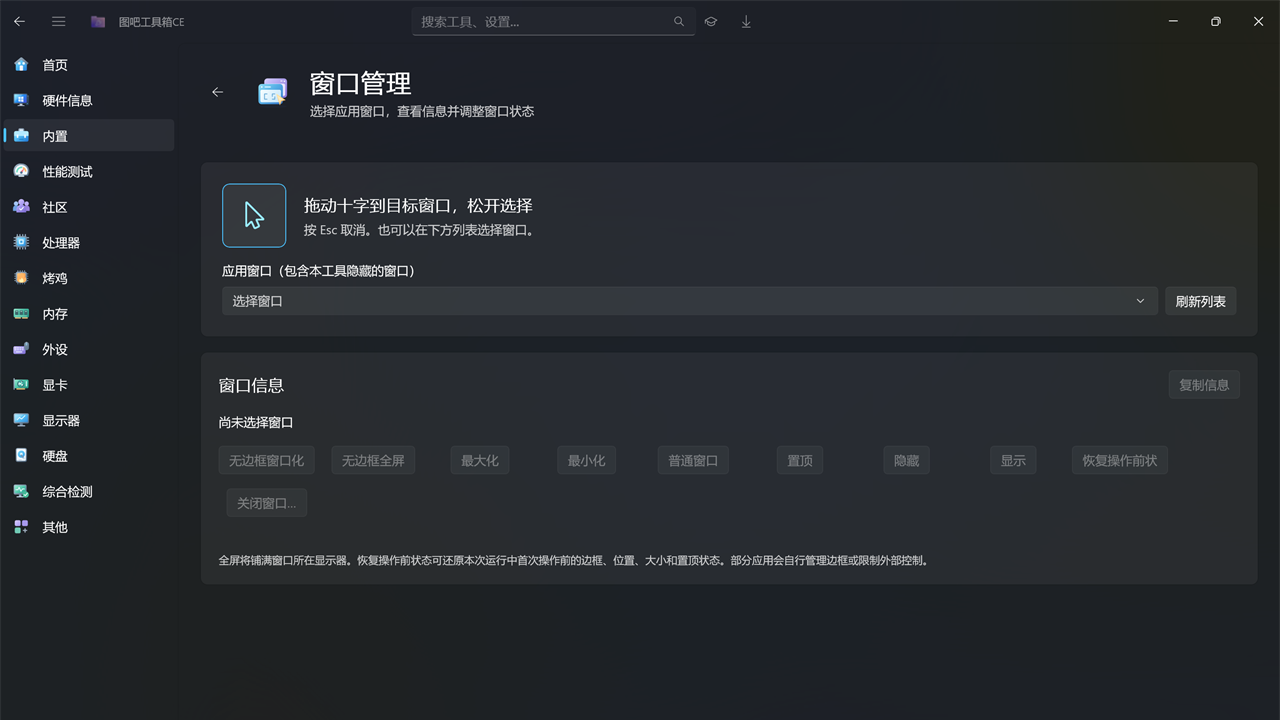 图吧工具箱CE
搜索工具、设置...
首页
硬件信息
内置
性能测试
社区
处理器
烤鸡
内存
外设
显卡
显示器
硬盘
综合检测
其他
窗口管理
选择应用窗口，查看信息并调整窗口状态
拖动十字到目标窗口，松开选择
按 Esc 取消。也可以在下方列表选择窗口。
应用窗口（包含本工具隐藏的窗口）
选择窗口
刷新列表
窗口信息
复制信息
尚未选择窗口
无边框窗口化 无边框全屏 最大化 最小化 普通窗口 置顶 隐藏 显示 恢复操作前状
关闭窗口...
全屏将铺满窗口所在显示器。恢复操作前状态可还原本次运行中首次操作前的边框、位置、大小和置顶状态。部分应用会自行管理边框或限制外部控制。